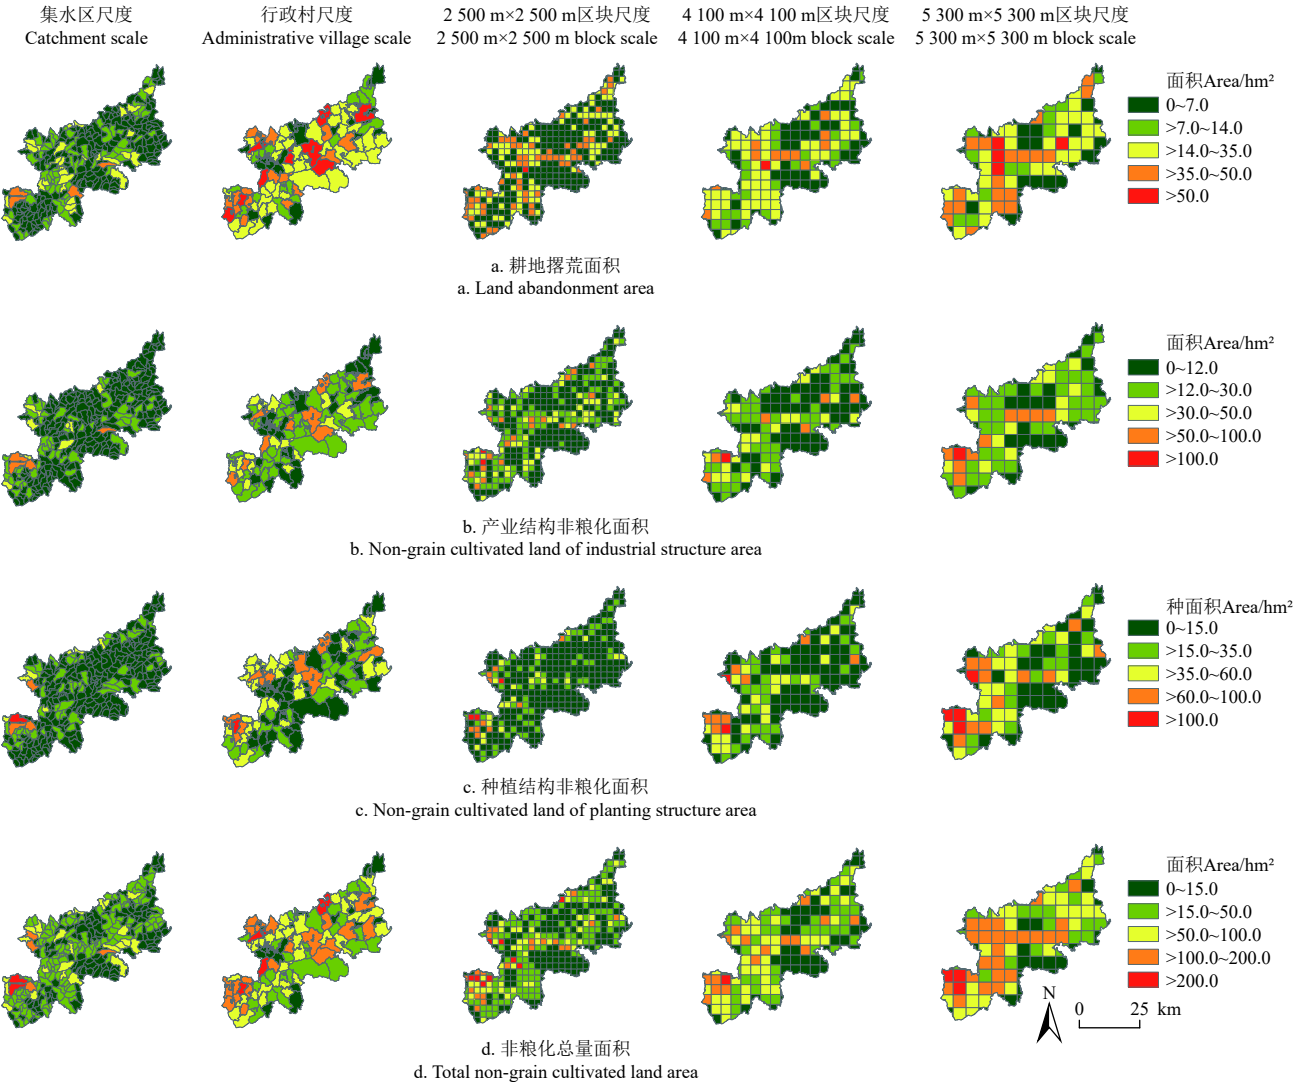 集水区尺度
Catchment scale
行政村尺度
Administrative village scale
2 500 m×2 500 m区块尺度
2 500 m×2 500 m block scale
4 100 m×4 100 m区块尺度
4 100 m×4 100m block scale
5 300 m×5 300 m区块尺度
5 300 m×5 300 m block scale
面积Area/hm²
0~7.0
>7.0~14.0
>14.0~35.0
>35.0~50.0
>50.0
a. 耕地撂荒面积
a. Land abandonment area
面积Area/hm²
0~12.0
>12.0~30.0
>30.0~50.0
>50.0~100.0
>100.0
b. 产业结构非粮化面积
b. Non-grain cultivated land of industrial structure area
种面积Area/hm²
0~15.0
>15.0~35.0
>35.0~60.0
>60.0~100.0
>100.0
c. 种植结构非粮化面积
c. Non-grain cultivated land of planting structure area
面积Area/hm²
0~15.0
>15.0~50.0
>50.0~100.0
>100.0~200.0
>200.0
N
0 25 km
d. 非粮化总量面积
d. Total non-grain cultivated land area